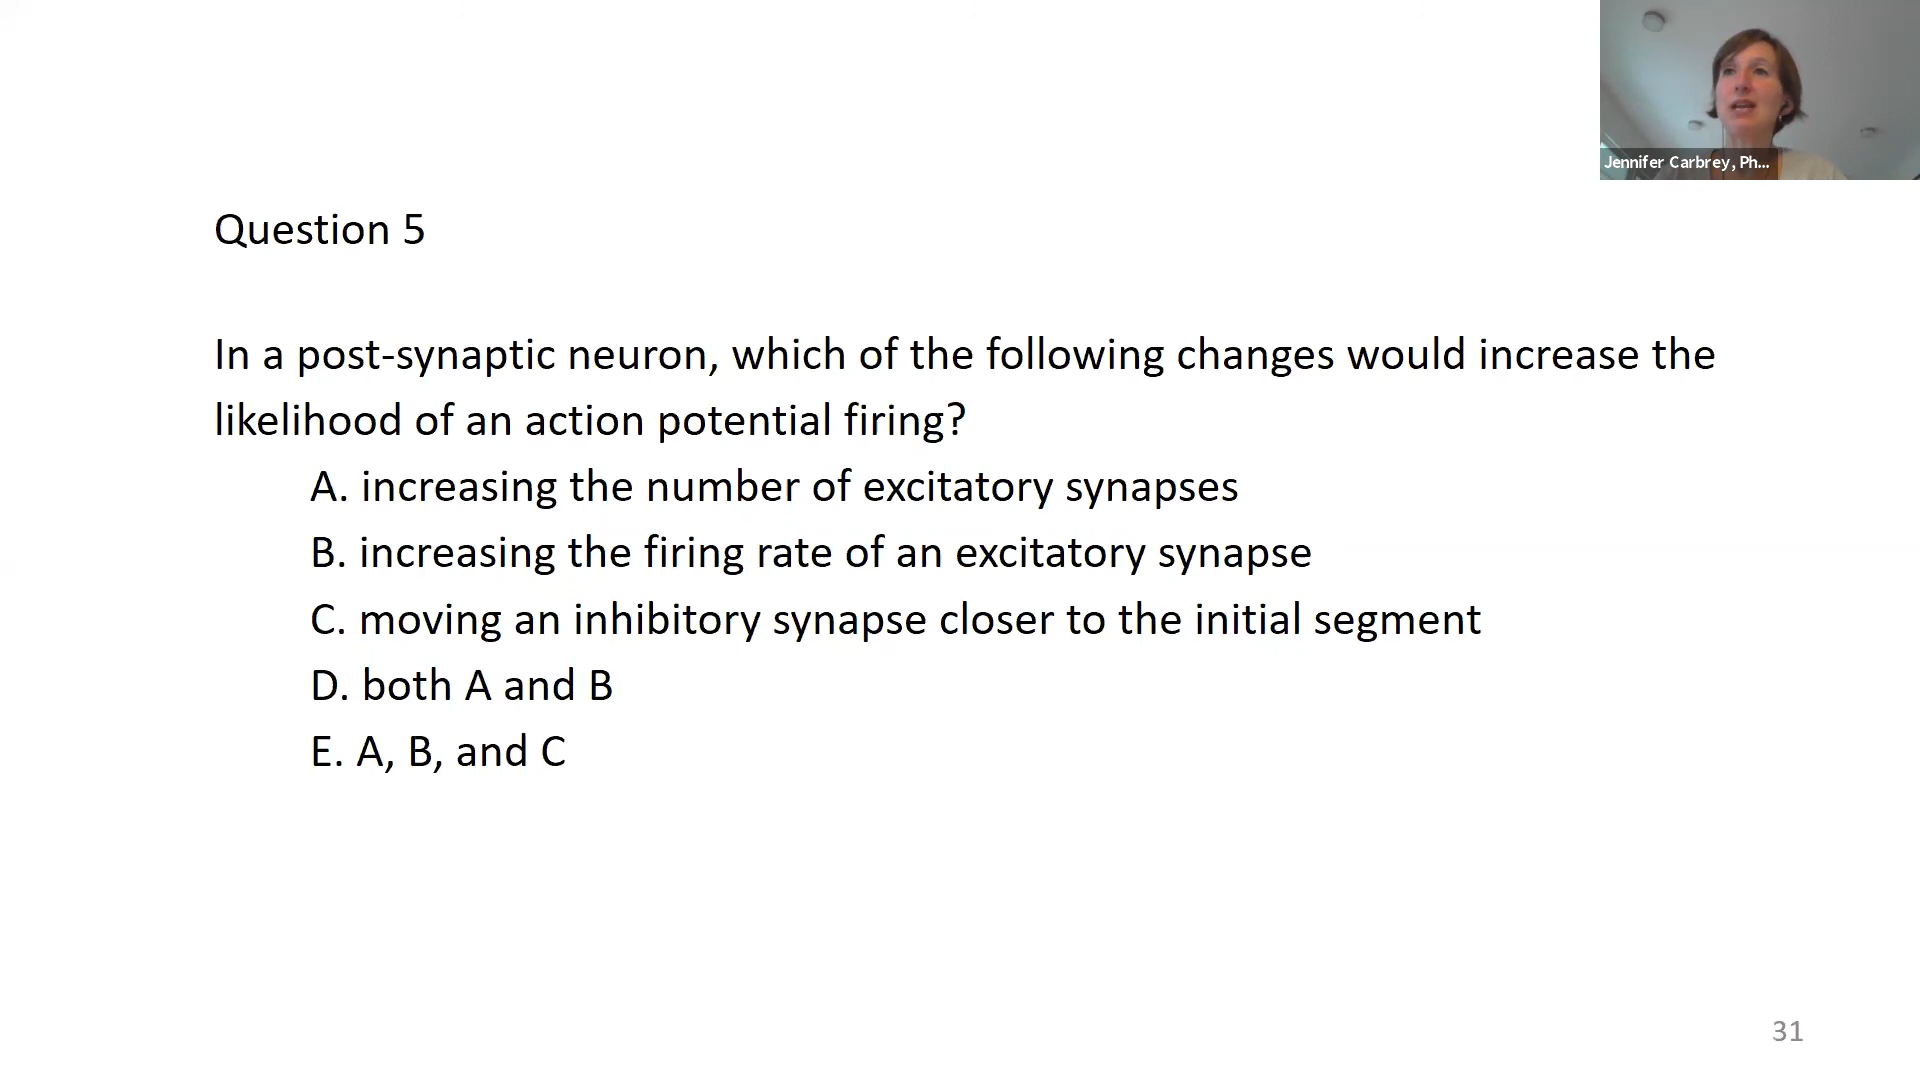 Jennifer Carbrey, Ph...
Question 5
In a post-synaptic neuron, which of the following changes would increase the
likelihood of an action potential firing?
A. increasing the number of excitatory synapses
B. increasing the firing rate of an excitatory synapse
C. moving an inhibitory synapse closer to the initial segment
D. both A and B
E. A, B, and C
31